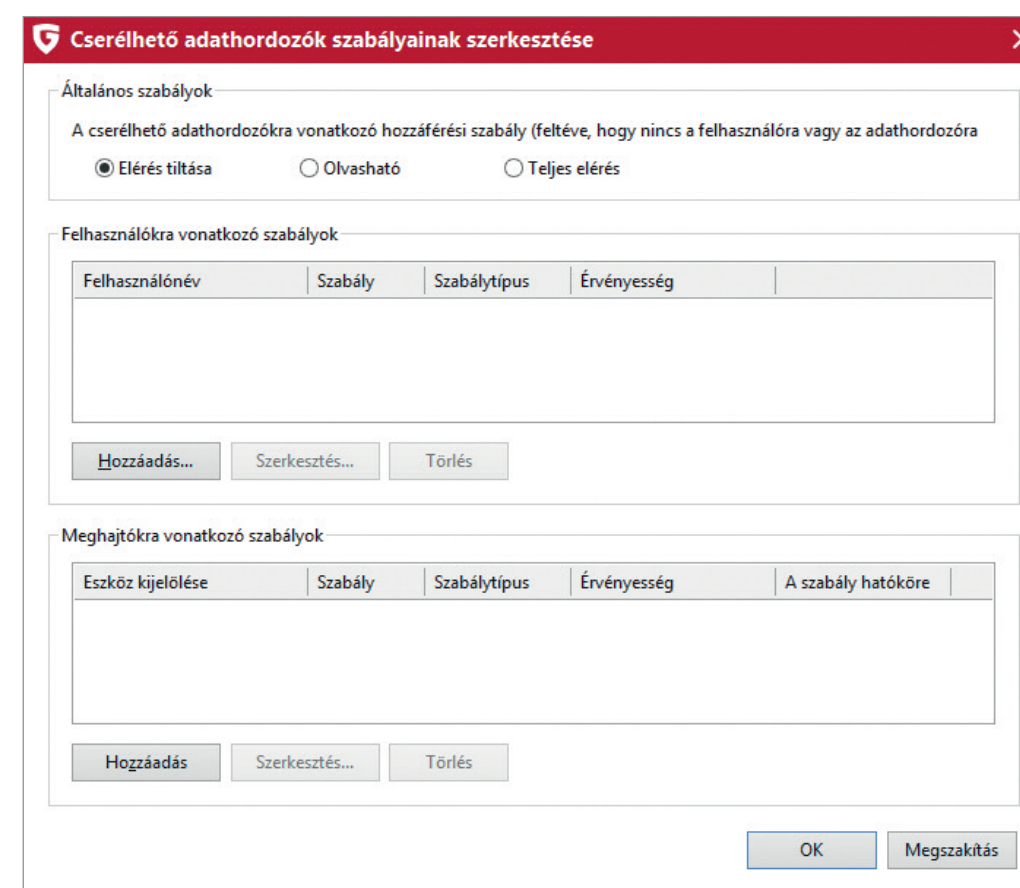 Cserélhető adathordozók szabályainak szerkesztése
Általános szabályok
A cserélhető adathordozókra vonatkozó hozzáférési szabály (feltéve, hogy nincs a felhasználóra vagy az adathordozóra
Elérés tiltása Olvasható Teljes elérés
Felhasználókra vonatkozó szabályok
Felhasználónév Szabály Szabálytípus Érvényesség
Hozzáadás... Szerkesztés... Törlés
Meghajtókra vonatkozó szabályok
Eszköz kijelölése Szabály Szabálytípus Érvényesség A szabály hatóköre
Hozzáadás Szerkesztés... Törlés
OK Megszakítás